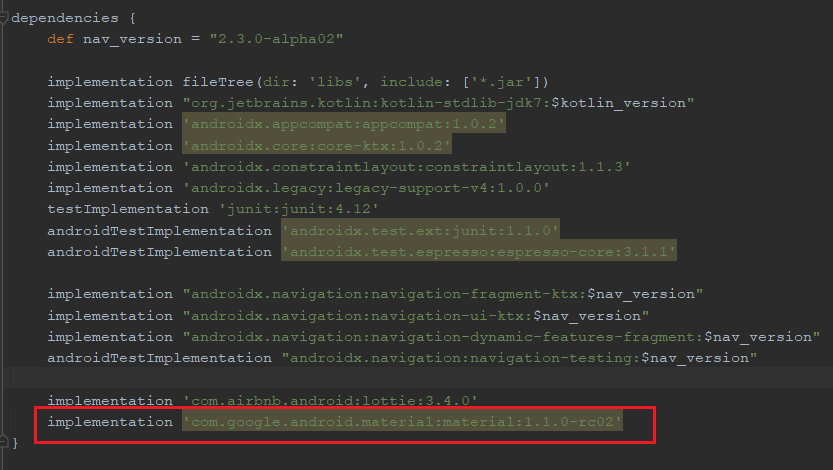 dependencies {
def nav_version = "2.3.0-alpha02"
implementation fileTree(dir: 'libs', include: ['*.jar'])
implementation "org.jetbrains.kotlin:kotlin-stdlib-jdk7:$kotlin_version"
implementation 'androidx.appcompat:appcompat:1.0.2'
implementation 'androidx.core:core-ktx:1.0.2'
implementation 'androidx.constraintlayout:constraintlayout:1.1.3'
implementation 'androidx.legacy:legacy-support-v4:1.0.0'
testImplementation 'junit:junit:4.12'
androidTestImplementation 'androidx.test.ext:junit:1.1.0'
androidTestImplementation 'androidx.test.espresso:espresso-core:3.1.1'
implementation "androidx.navigation:navigation-fragment-ktx:$nav_version"
implementation "androidx.navigation:navigation-ui-ktx:$nav_version"
implementation "androidx.navigation:navigation-dynamic-features-fragment:$nav_version"
androidTestImplementation "androidx.navigation:navigation-testing:$nav_version"
implementation 'com.airbnb.android:lottie:3.4.0'
implementation 'com.google.android.material:material:1.1.0-rc02'
}